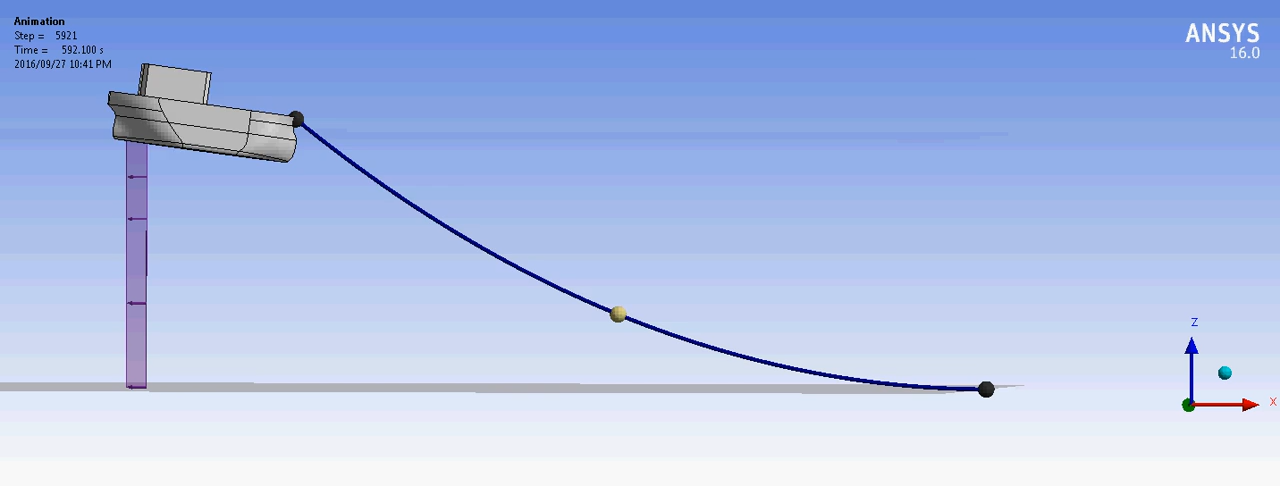 Animation
Step = 5921
Time = 592.100 s
2016/09/27 10:41 PM
ANSYS
16.0
Z
X